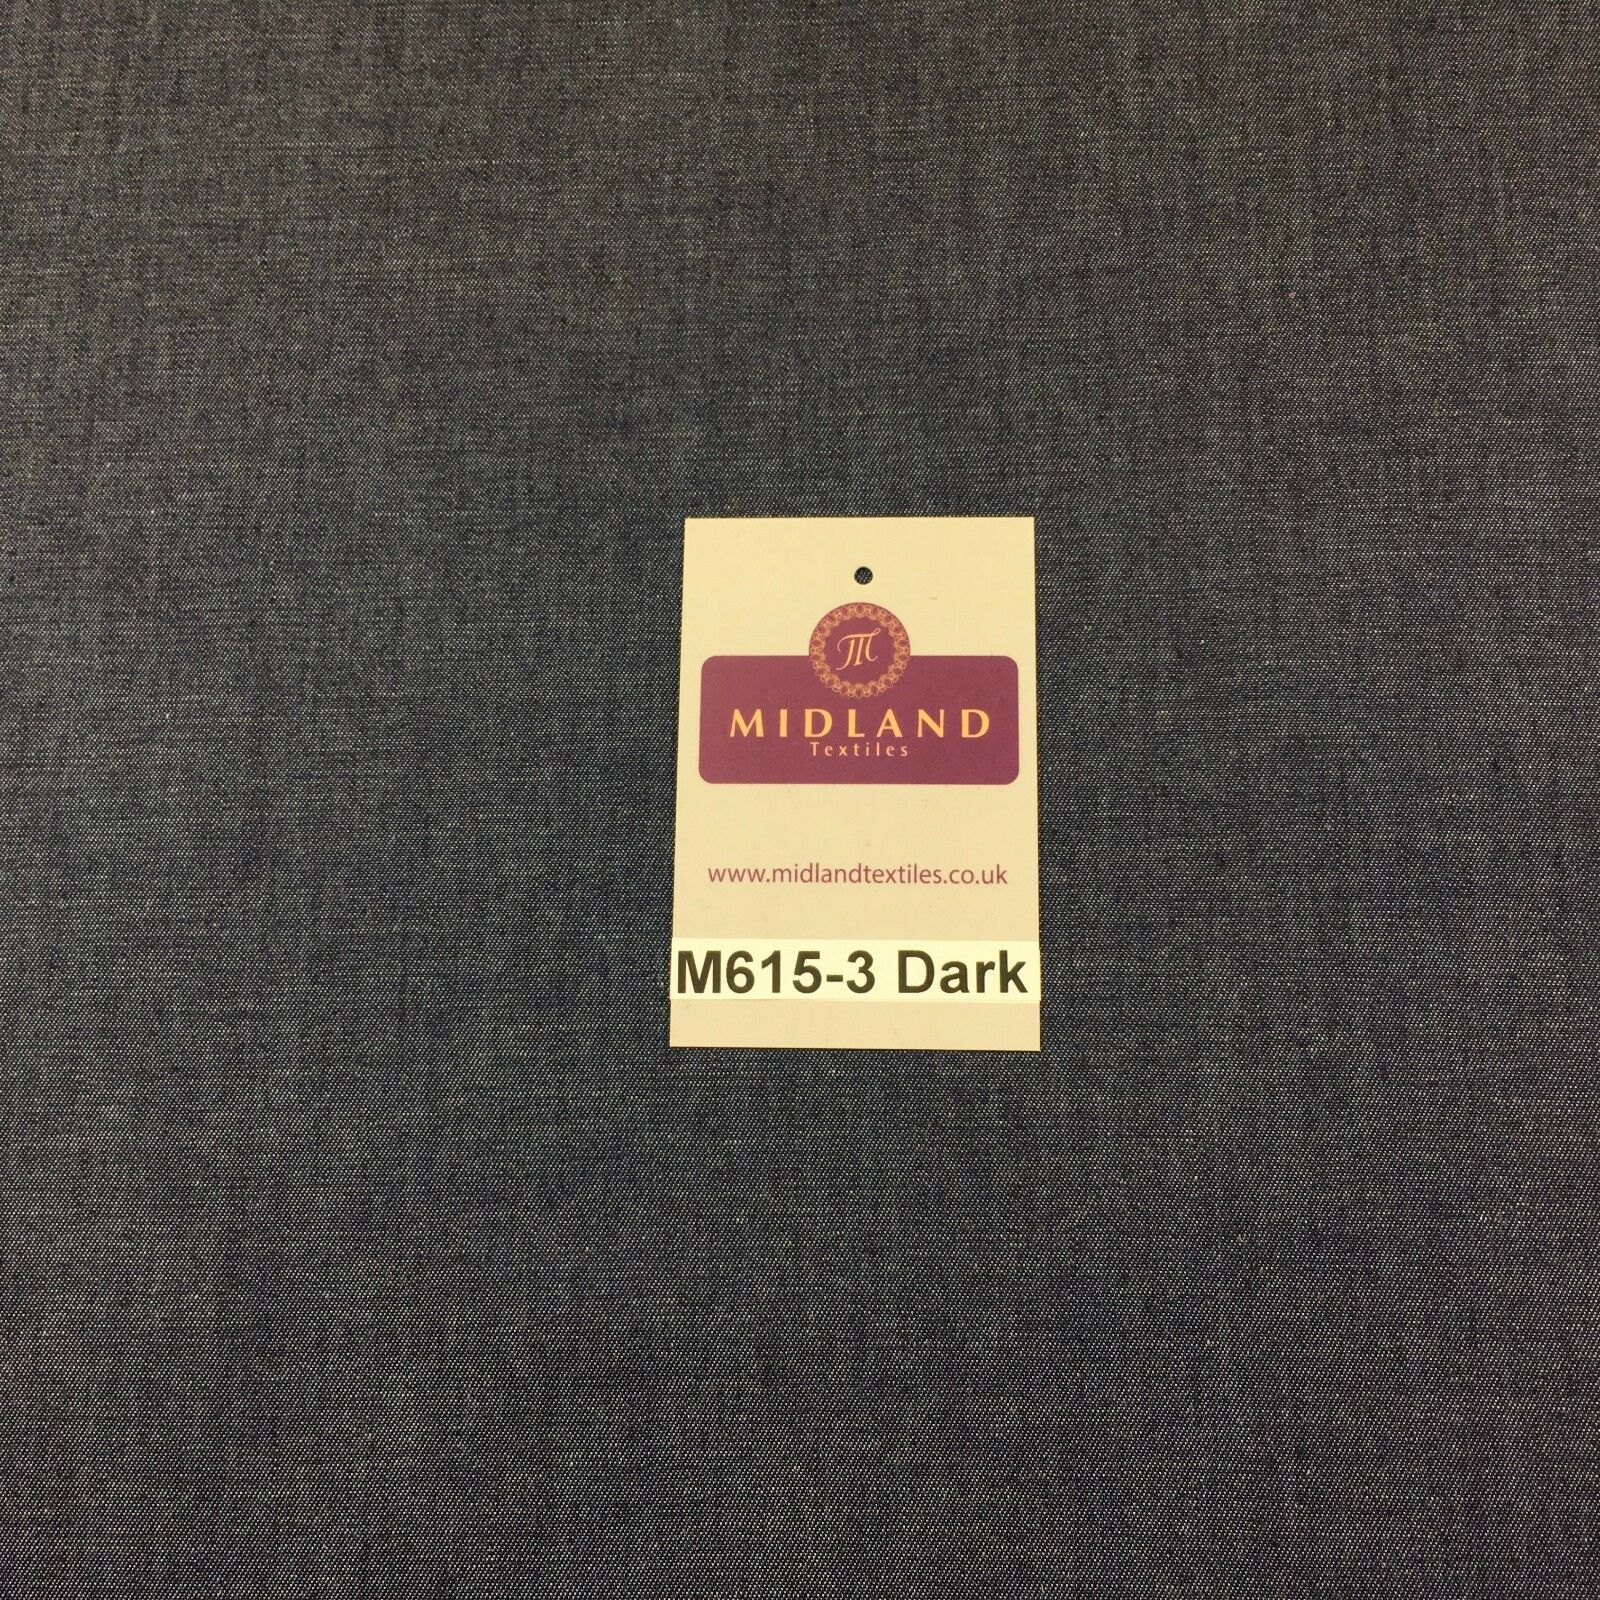 M
MIDLAND
Textiles
www.midlandtextiles.co.uk
M615-3 Dark